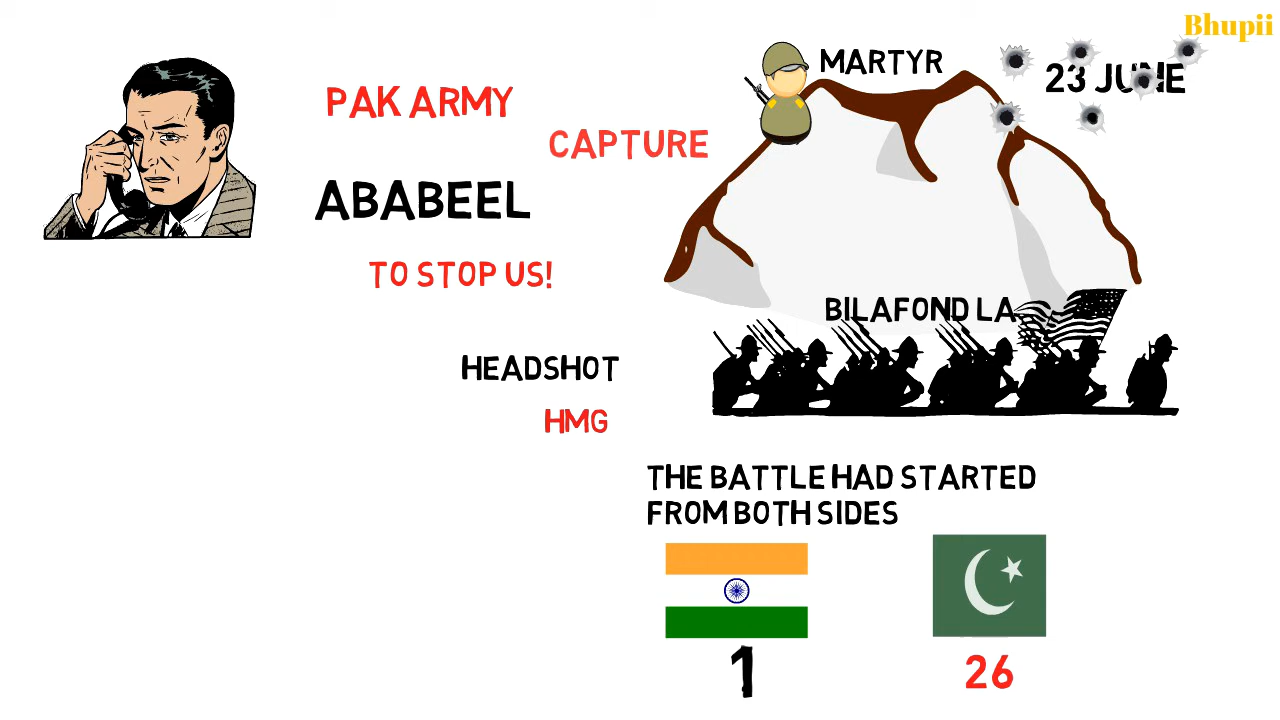 Bhupii
MARTYR
23 JUNE
PAK ARMY
CAPTURE
ABABEEL
TO STOP US!
BILAFOND LA
HEADSHOT
HMG
THE BATTLE HAD STARTED
FROM BOTH SIDES
1
26